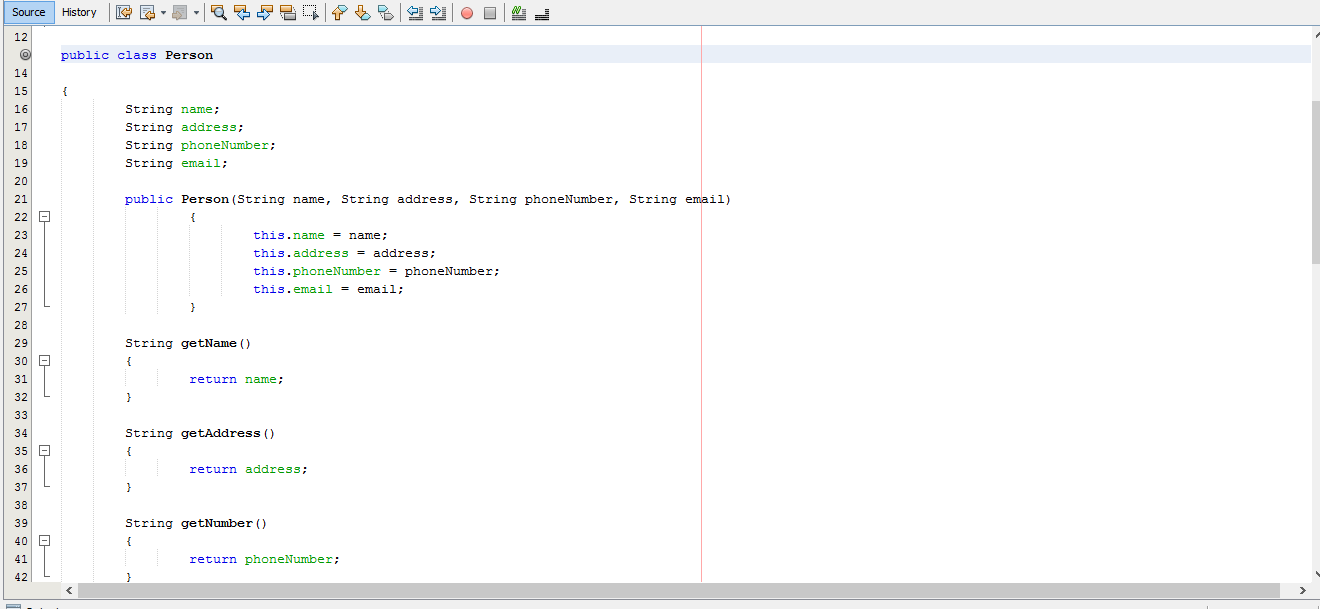 Source History
12
public class Person
14
15 {
16 String name;
17 String address;
18 String phoneNumber;
19 String email;
20
21 public Person(String name, String address, String phoneNumber, String email)
22 {
23 this.name = name;
24 this.address = address;
25 this.phoneNumber = phoneNumber;
26 this.email = email;
27 }
28
29 String getName()
30 {
31 return name;
32 }
33
34 String getAddress()
35 {
36 return address;
37 }
38
39 String getNumber()
40 {
41 return phoneNumber;
42 }